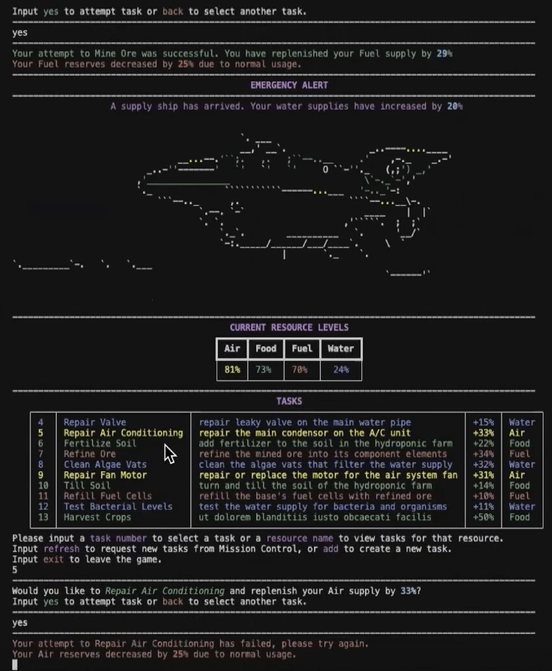 Input yes to attempt task or back to select another task.
yes
Your attempt to Mine Ore was successful. You have replenished your Fuel supply by 29%
Your Fuel reserves decreased by 25% due to normal usage.
EMERGENCY ALERT
A supply ship has arrived. Your water supplies have increased by 20%
CURRENT RESOURCE LEVELS
Air Food Fuel Water
81% 73% 70% 24%
TASKS
4 Repair Valve repair leaky valve on the main water pipe +15% Water
5 Repair Air Conditioning repair the main condensor on the A/C unit +33% Air
6 Fertilize Soil add fertilizer to the soil in the hydroponic farm +22% Food
7 Refine Ore refine the mined ore into its component elements +34% Fuel
8 Clean Algae Vats clean the algae vats that filter the water supply +32% Water
9 Repair Fan Motor repair or replace the motor for the air system fan +31% Air
10 Till Soil turn and till the soil of the hydroponic farm +14% Food
11 Refill Fuel Cells refill the base's fuel cells with refined ore +10% Fuel
12 Test Bacterial Levels test the water supply for bacteria and organisms +11% Water
13 Harvest Crops ut dolorem blanditiis iusto obcaecati facilis +50% Food
Please input a task number to select a task or a resource name to view tasks for that resource.
Input refresh to request new tasks from Mission Control, or add to create a new task.
Input exit to leave the game.
5
Would you like to Repair Air Conditioning and replenish your Air supply by 33%?
Input yes to attempt task or back to select another task.
yes
Your attempt to Repair Air Conditioning has failed, please try again.
Your Air reserves decreased by 25% due to normal usage.